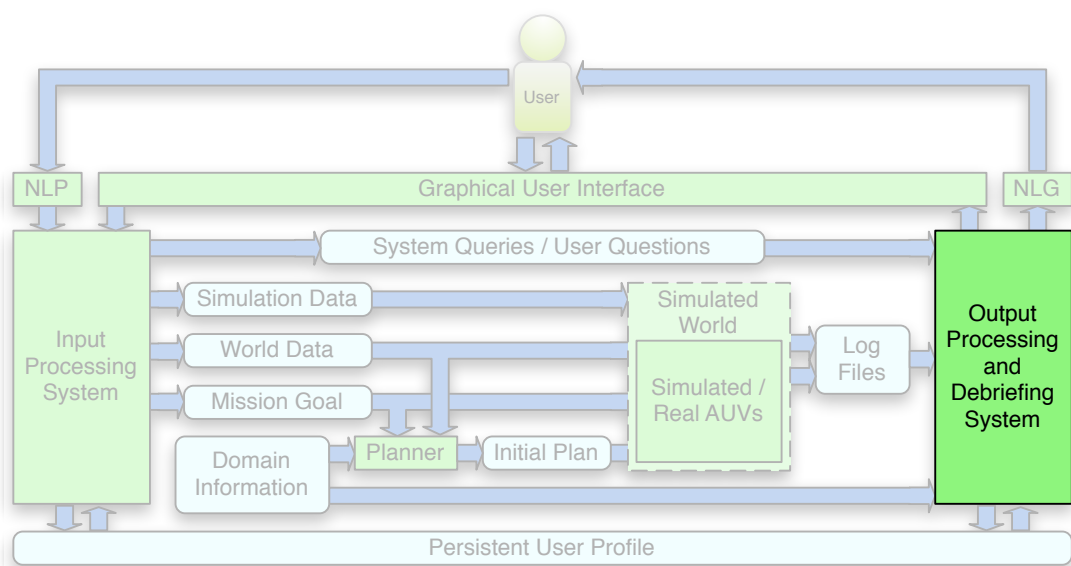 User
NLP
Graphical User Interface
NLG
System Queries / User Questions
Simulation Data
Simulated
World
Input
Processing
System
World Data
Log
Files
Output
Processing
and
Debriefing
System
Mission Goal
Simulated /
Real AUVs
Domain
Information
Planner
Initial Plan
Persistent User Profile